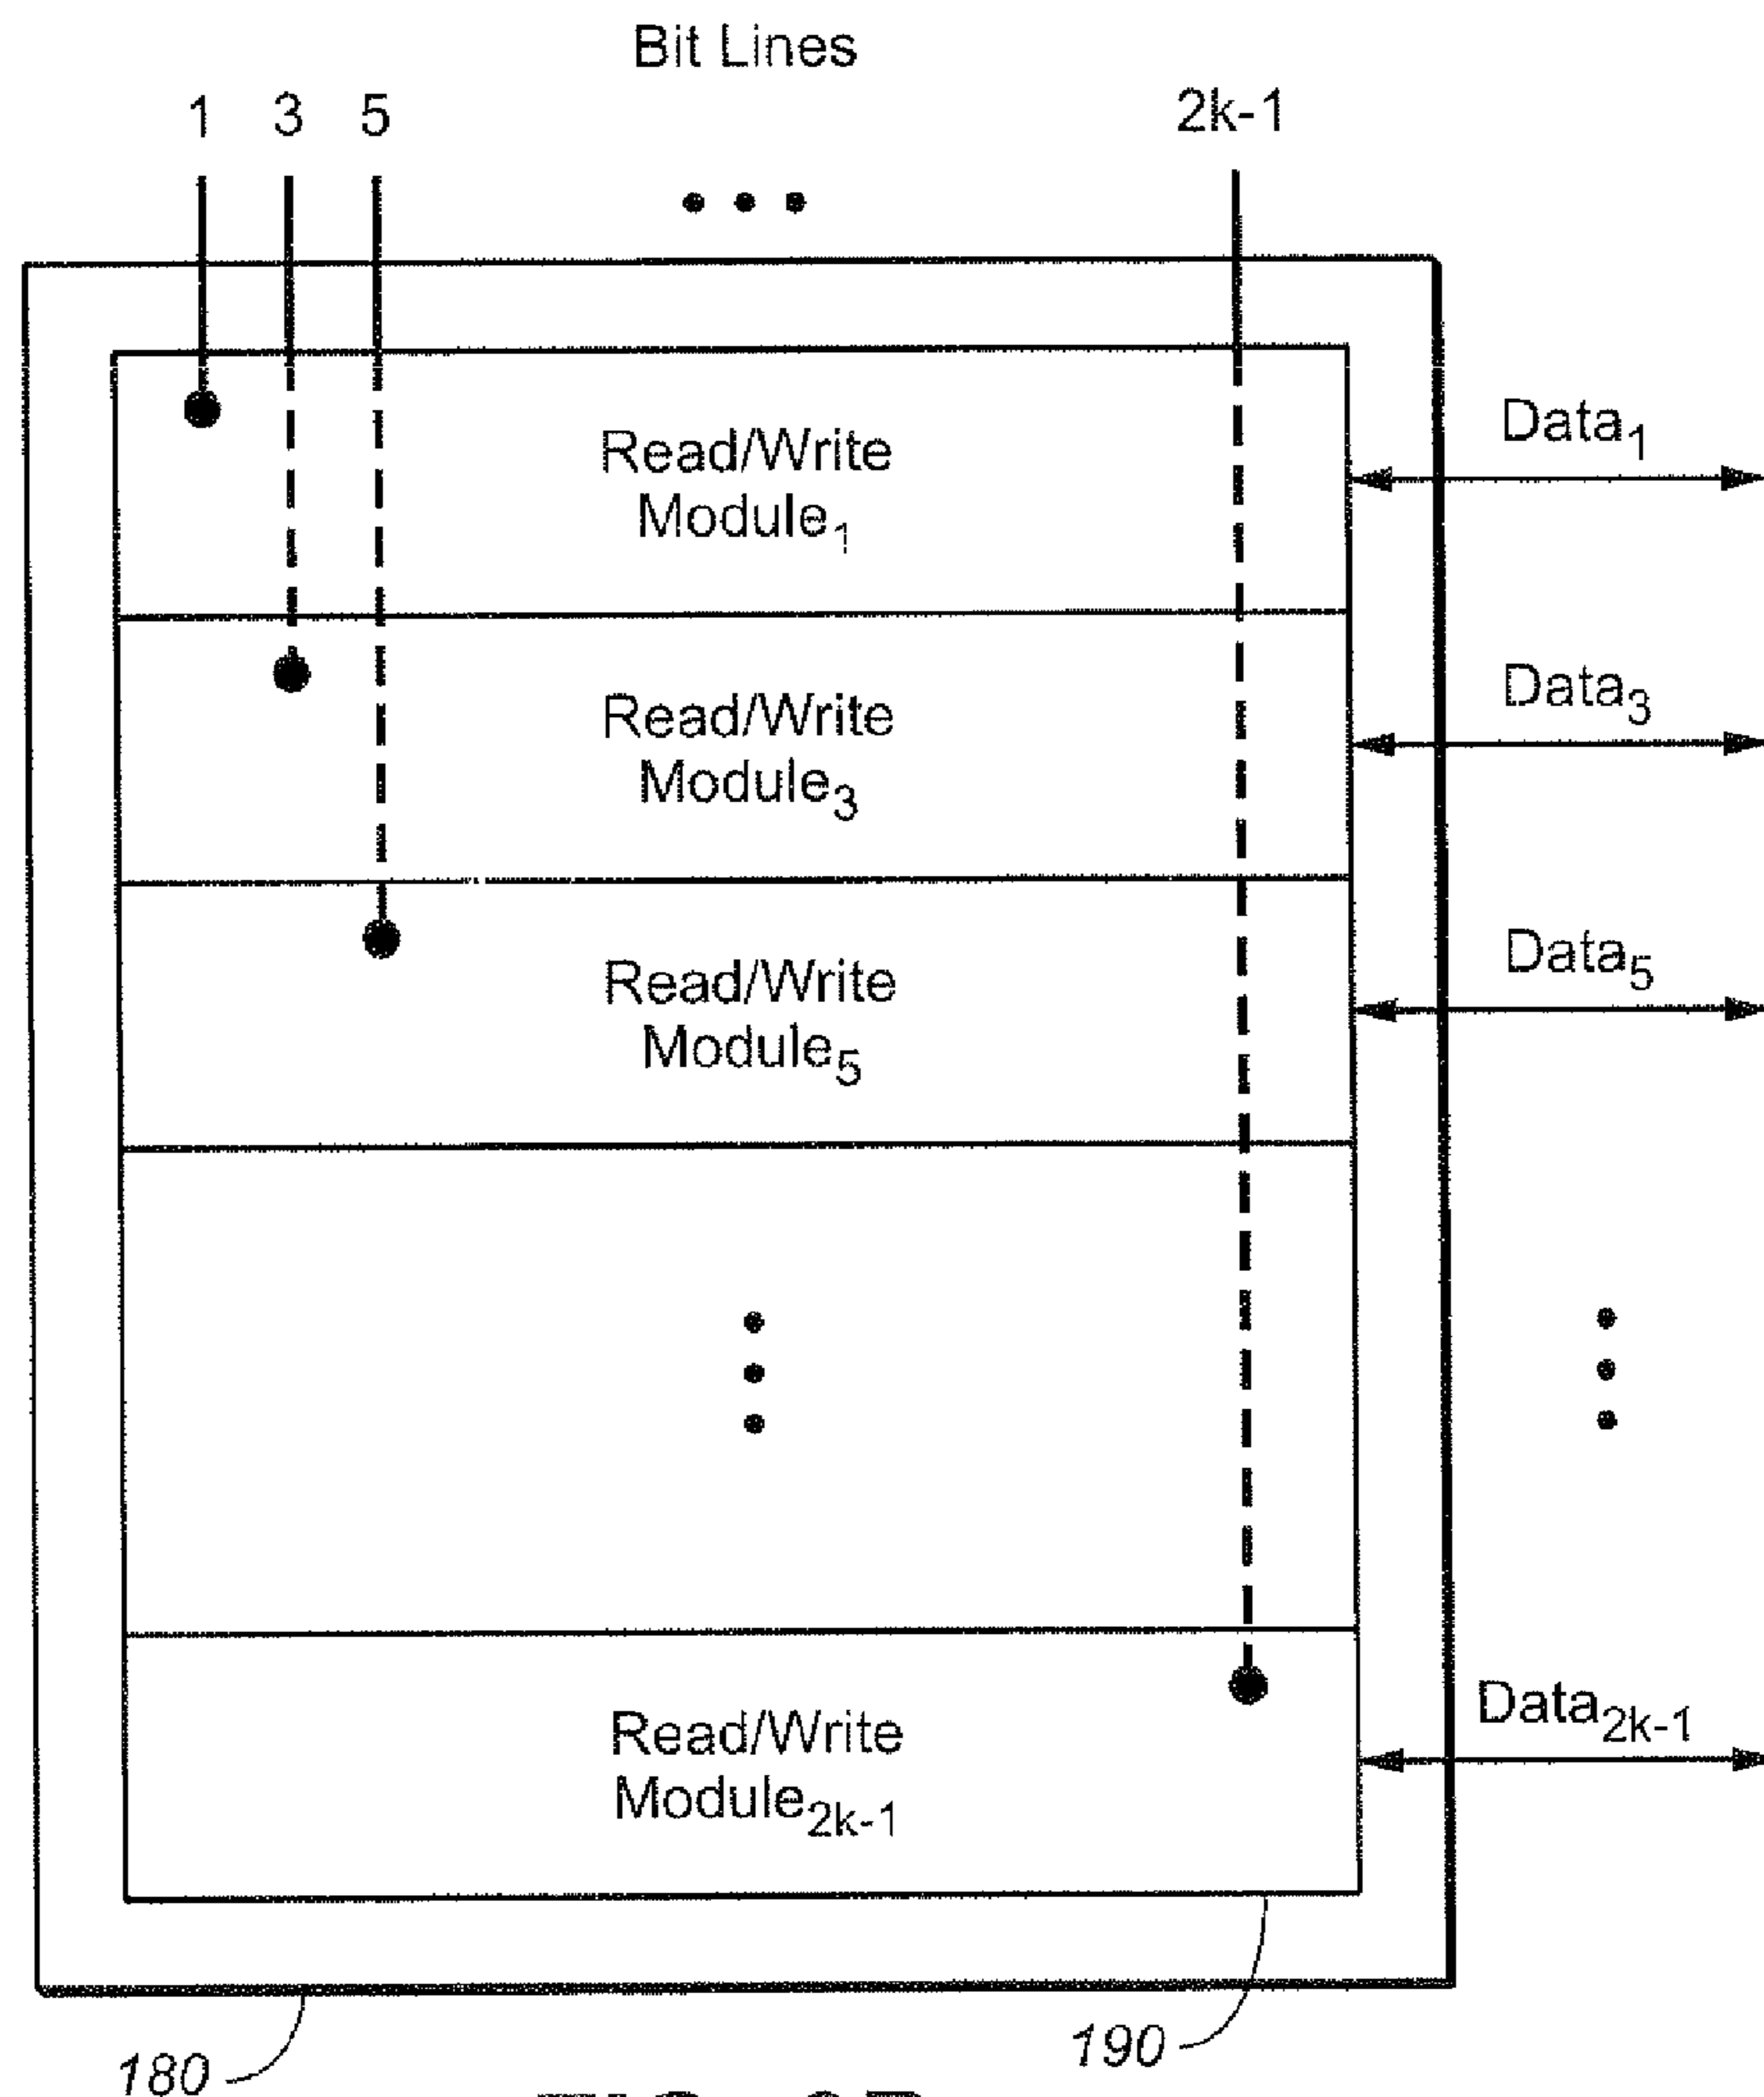 Bit Lines
1 3 5 2k-1
Read/Write
Module₁
Data₁
Read/Write
Module₃
Data₃
Read/Write
Module₅
Data₅
Read/Write
Module₂ₖ₋₁
Data₂ₖ₋₁
180
190